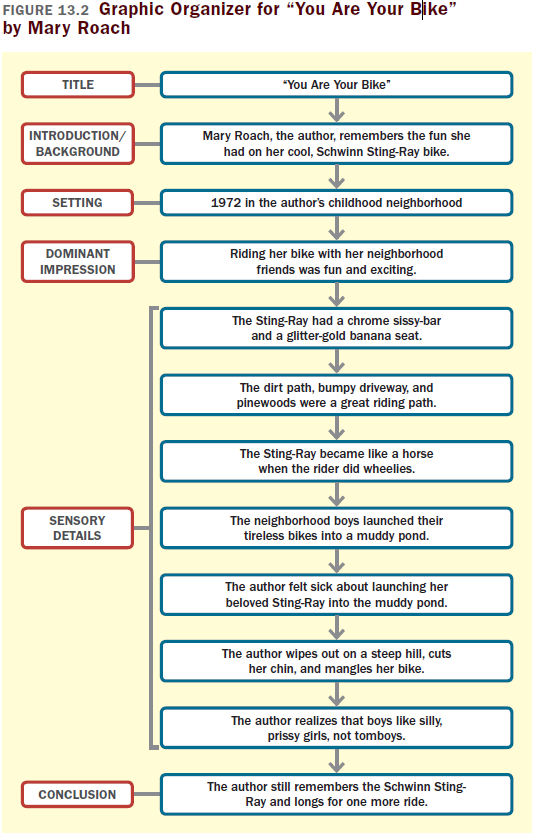 FIGURE 13.2 Graphic Organizer for “You Are Your Bike”
by Mary Roach
TITLE
“You Are Your Bike”
INTRODUCTION/
BACKGROUND
Mary Roach, the author, remembers the fun she
had on her cool, Schwinn Sting-Ray bike.
SETTING
1972 in the author’s childhood neighborhood
DOMINANT
IMPRESSION
Riding her bike with her neighborhood
friends was fun and exciting.
SENSORY
DETAILS
The Sting-Ray had a chrome sissy-bar
and a glitter-gold banana seat.
The dirt path, bumpy driveway, and
pinewoods were a great riding path.
The Sting-Ray became like a horse
when the rider did wheelies.
The neighborhood boys launched their
tireless bikes into a muddy pond.
The author felt sick about launching her
beloved Sting-Ray into the muddy pond.
The author wipes out on a steep hill, cuts
her chin, and mangles her bike.
The author realizes that boys like silly,
prissy girls, not tomboys.
CONCLUSION
The author still remembers the Schwinn Sting-
Ray and longs for one more ride.